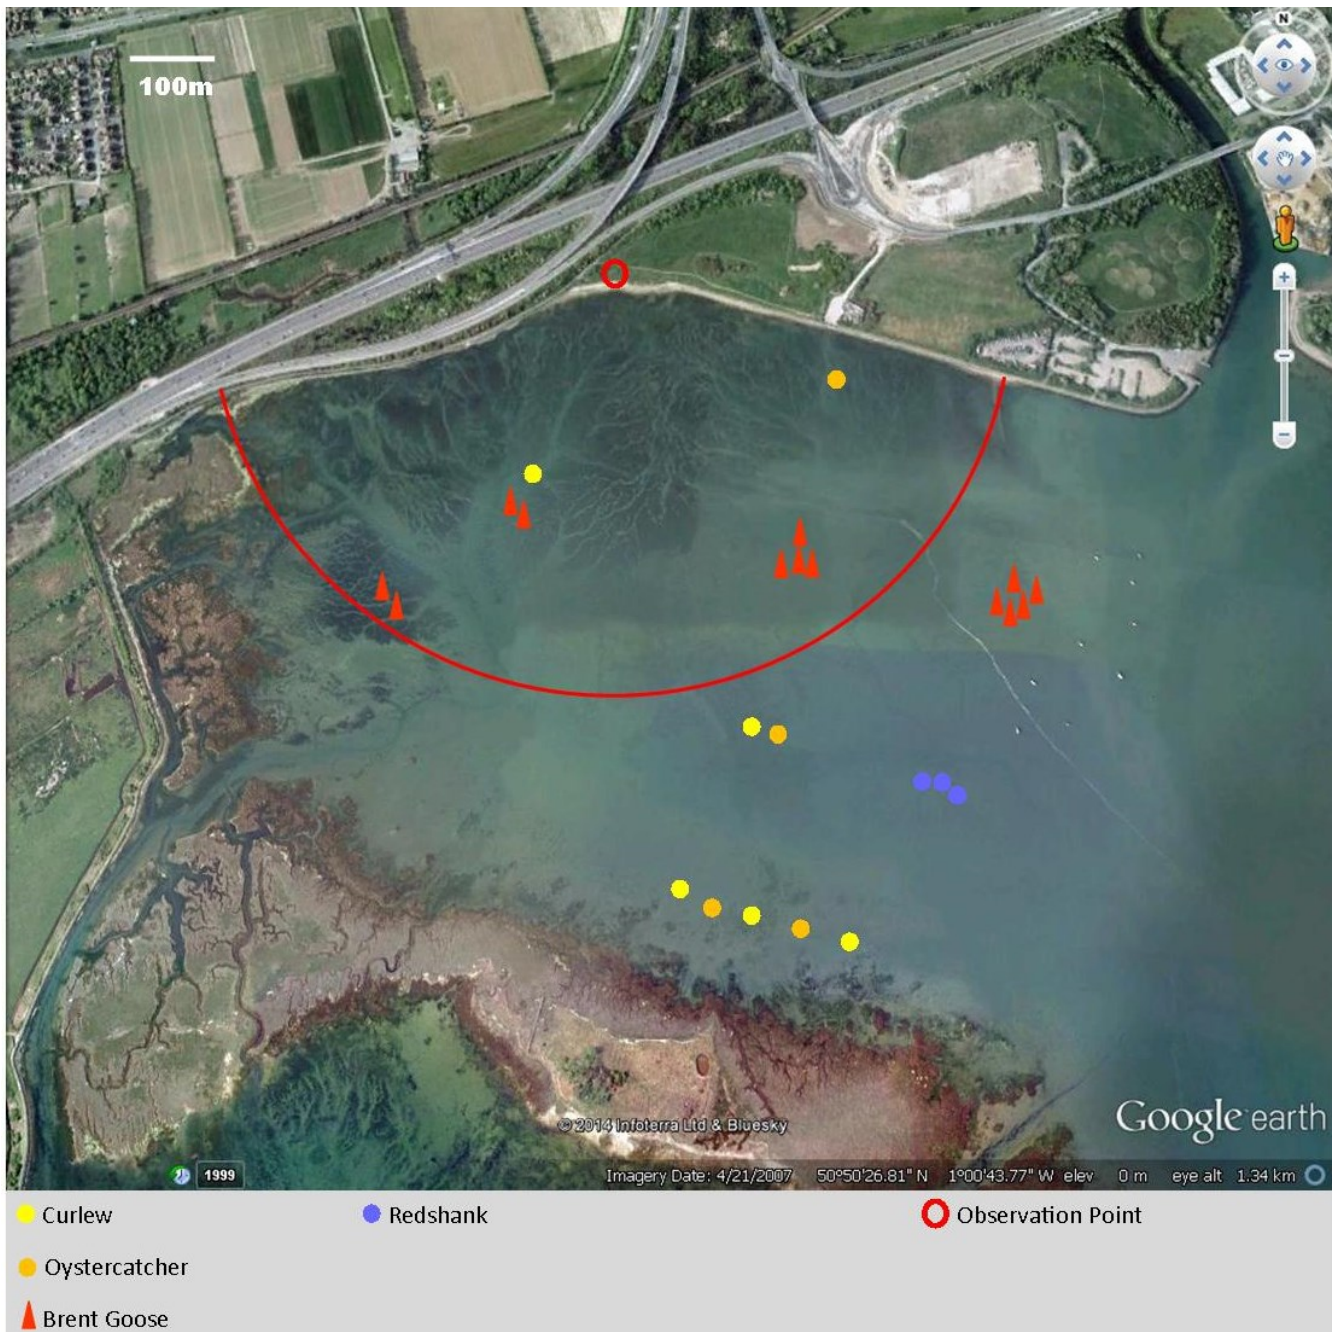 N
100m
© 2014 Infoterra Ltd & Bluesky
Google earth
1999
Imagery Date: 4/21/2007 50°50'26.81" N 1°00'43.77" W elev 0 m eye alt 1.34 km
Curlew
Redshank
Observation Point
Oystercatcher
Brent Goose